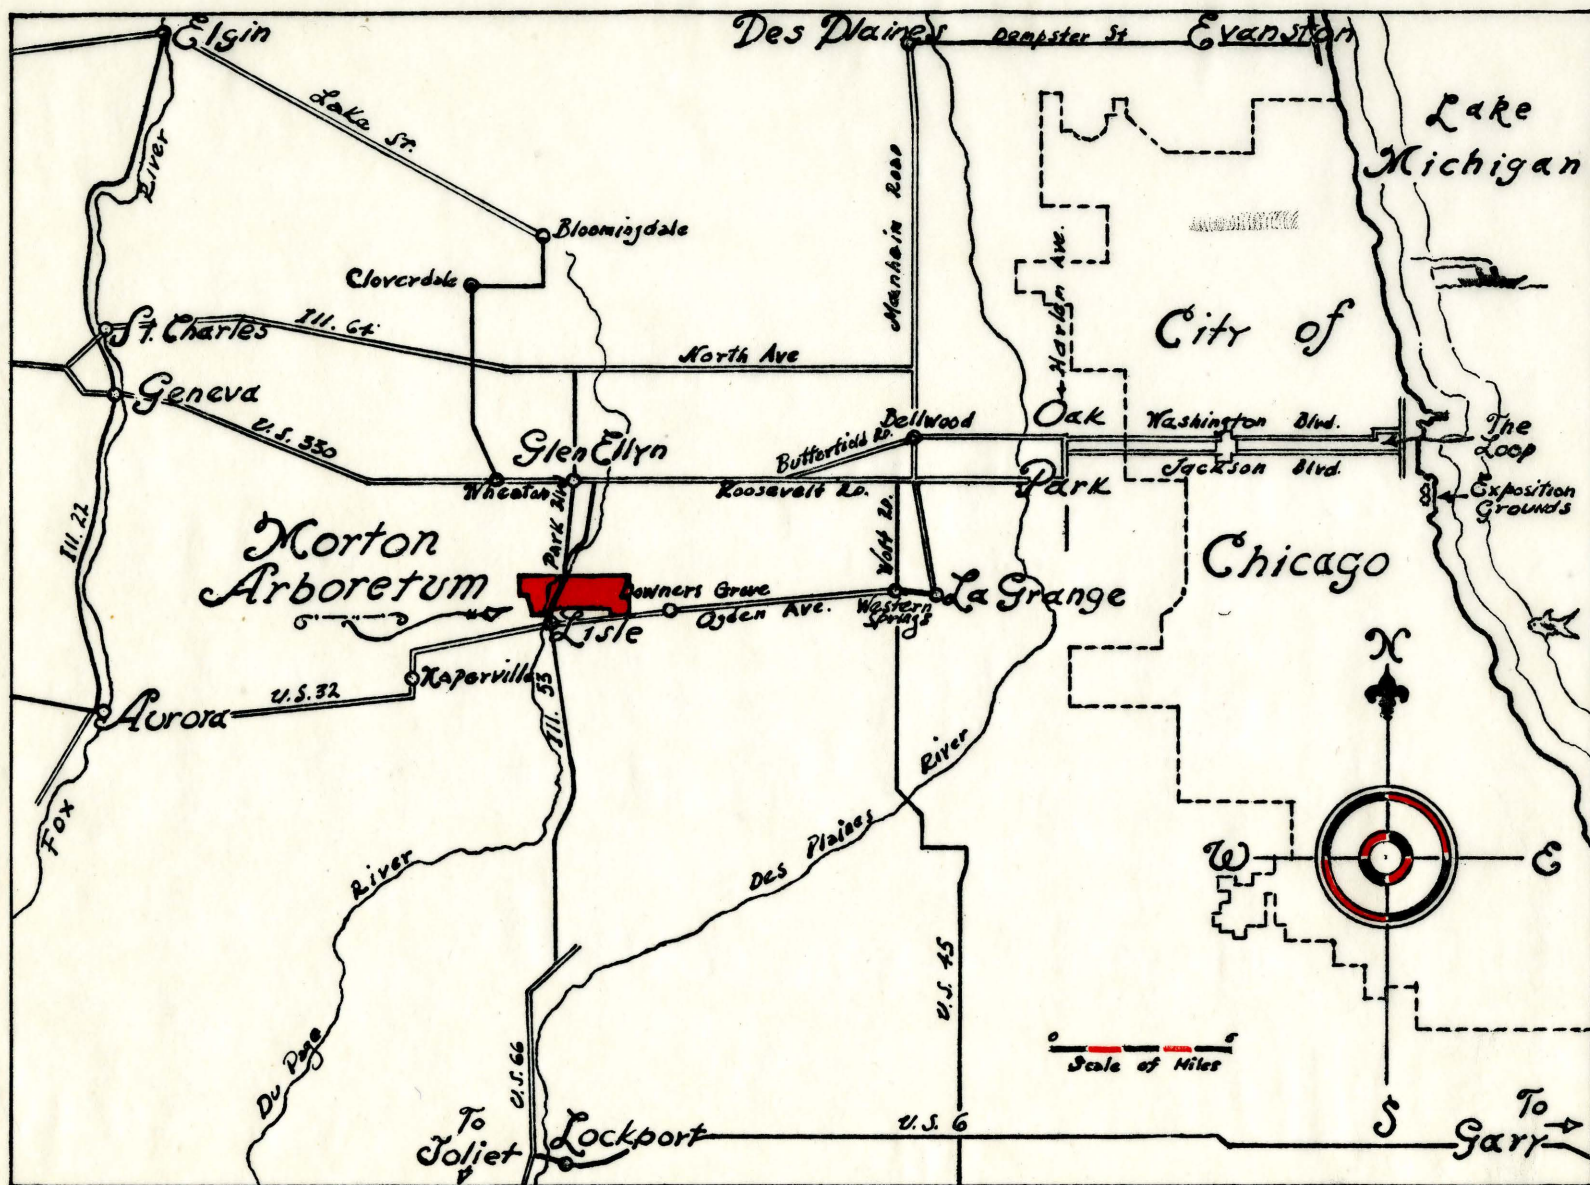 Elgin
Des Plaines
Dempster St
Evanston
Lake
Michigan
Lake St.
River
Bloomingdale
Cloverdale
Manheim Road
Harlem Ave.
City of
St. Charles
Ill. 64
North Ave
Geneva
U.S. 330
Bellwood
Oak
Washington Blvd.
The
Loop
Glen Ellyn
Butterfield Rd.
Wheaton
Roosevelt Rd.
Park
Jackson Blvd.
Exposition
Grounds
Ill. 22
Park Blvd
Wolf Rd.
Morton
Arboretum
Chicago
Downers Grove
Ogden Ave.
Western
Springs
La Grange
Lisle
Naperville
U.S. 32
Ill. 53
Aurora
N
River
Fox
W
E
River
Des Plaines
U.S. 45
Du Page
0 6
Scale of Miles
U.S. 66
S
To
Joliet
Lockport
U.S. 6
To
Gary